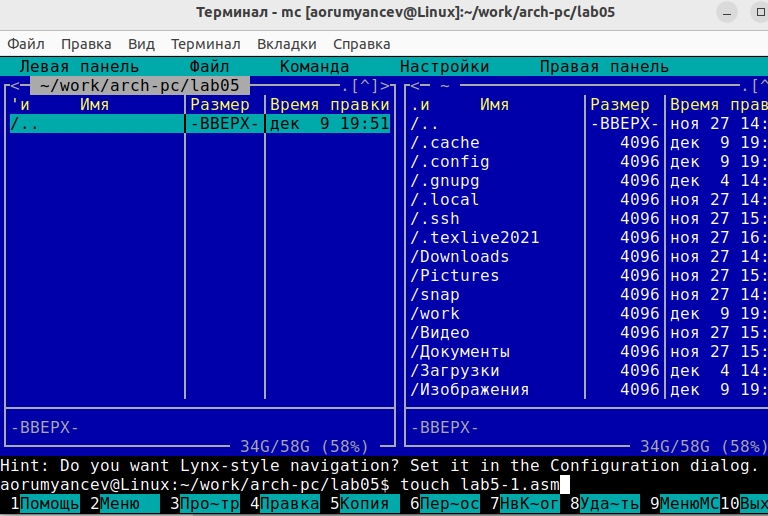 Терминал - mc [aorumyancev@Linux]:~/work/arch-pc/lab05
Файл Правка Вид Терминал Вкладки Справка
Левая панель Файл Команда Настройки Правая панель
<- ~/work/arch-pc/lab05 .[^]> <- ~ .[^
'и Имя Размер Время правки .и Имя Размер Время прав
/.. -ВВЕРХ- дек 9 19:51 /.. -ВВЕРХ- ноя 27 14:
/.cache 4096 дек 9 19:
/.config 4096 дек 9 19:
/.gnupg 4096 дек 4 14:
/.local 4096 ноя 27 14:
/.ssh 4096 ноя 27 15:
/.texlive2021 4096 ноя 27 16:
/Downloads 4096 ноя 27 14:
/Pictures 4096 ноя 27 15:
/snap 4096 ноя 27 14:
/work 4096 дек 9 19:
/Видео 4096 ноя 27 15:
/Документы 4096 ноя 27 15:
/Загрузки 4096 дек 4 14:
/Изображения 4096 дек 9 19:
-ВВЕРХ- -ВВЕРХ-
34G/58G (58%) 34G/58G (58%)
Hint: Do you want Lynx-style navigation? Set it in the Configuration dialog.
aorumyancev@Linux:~/work/arch-pc/lab05$ touch lab5-1.asm
1Помощь 2Меню 3Про~тр 4Правка 5Копия 6Пер~ос 7НвК~ог 8Уда~ть 9МенюMC 10Вых